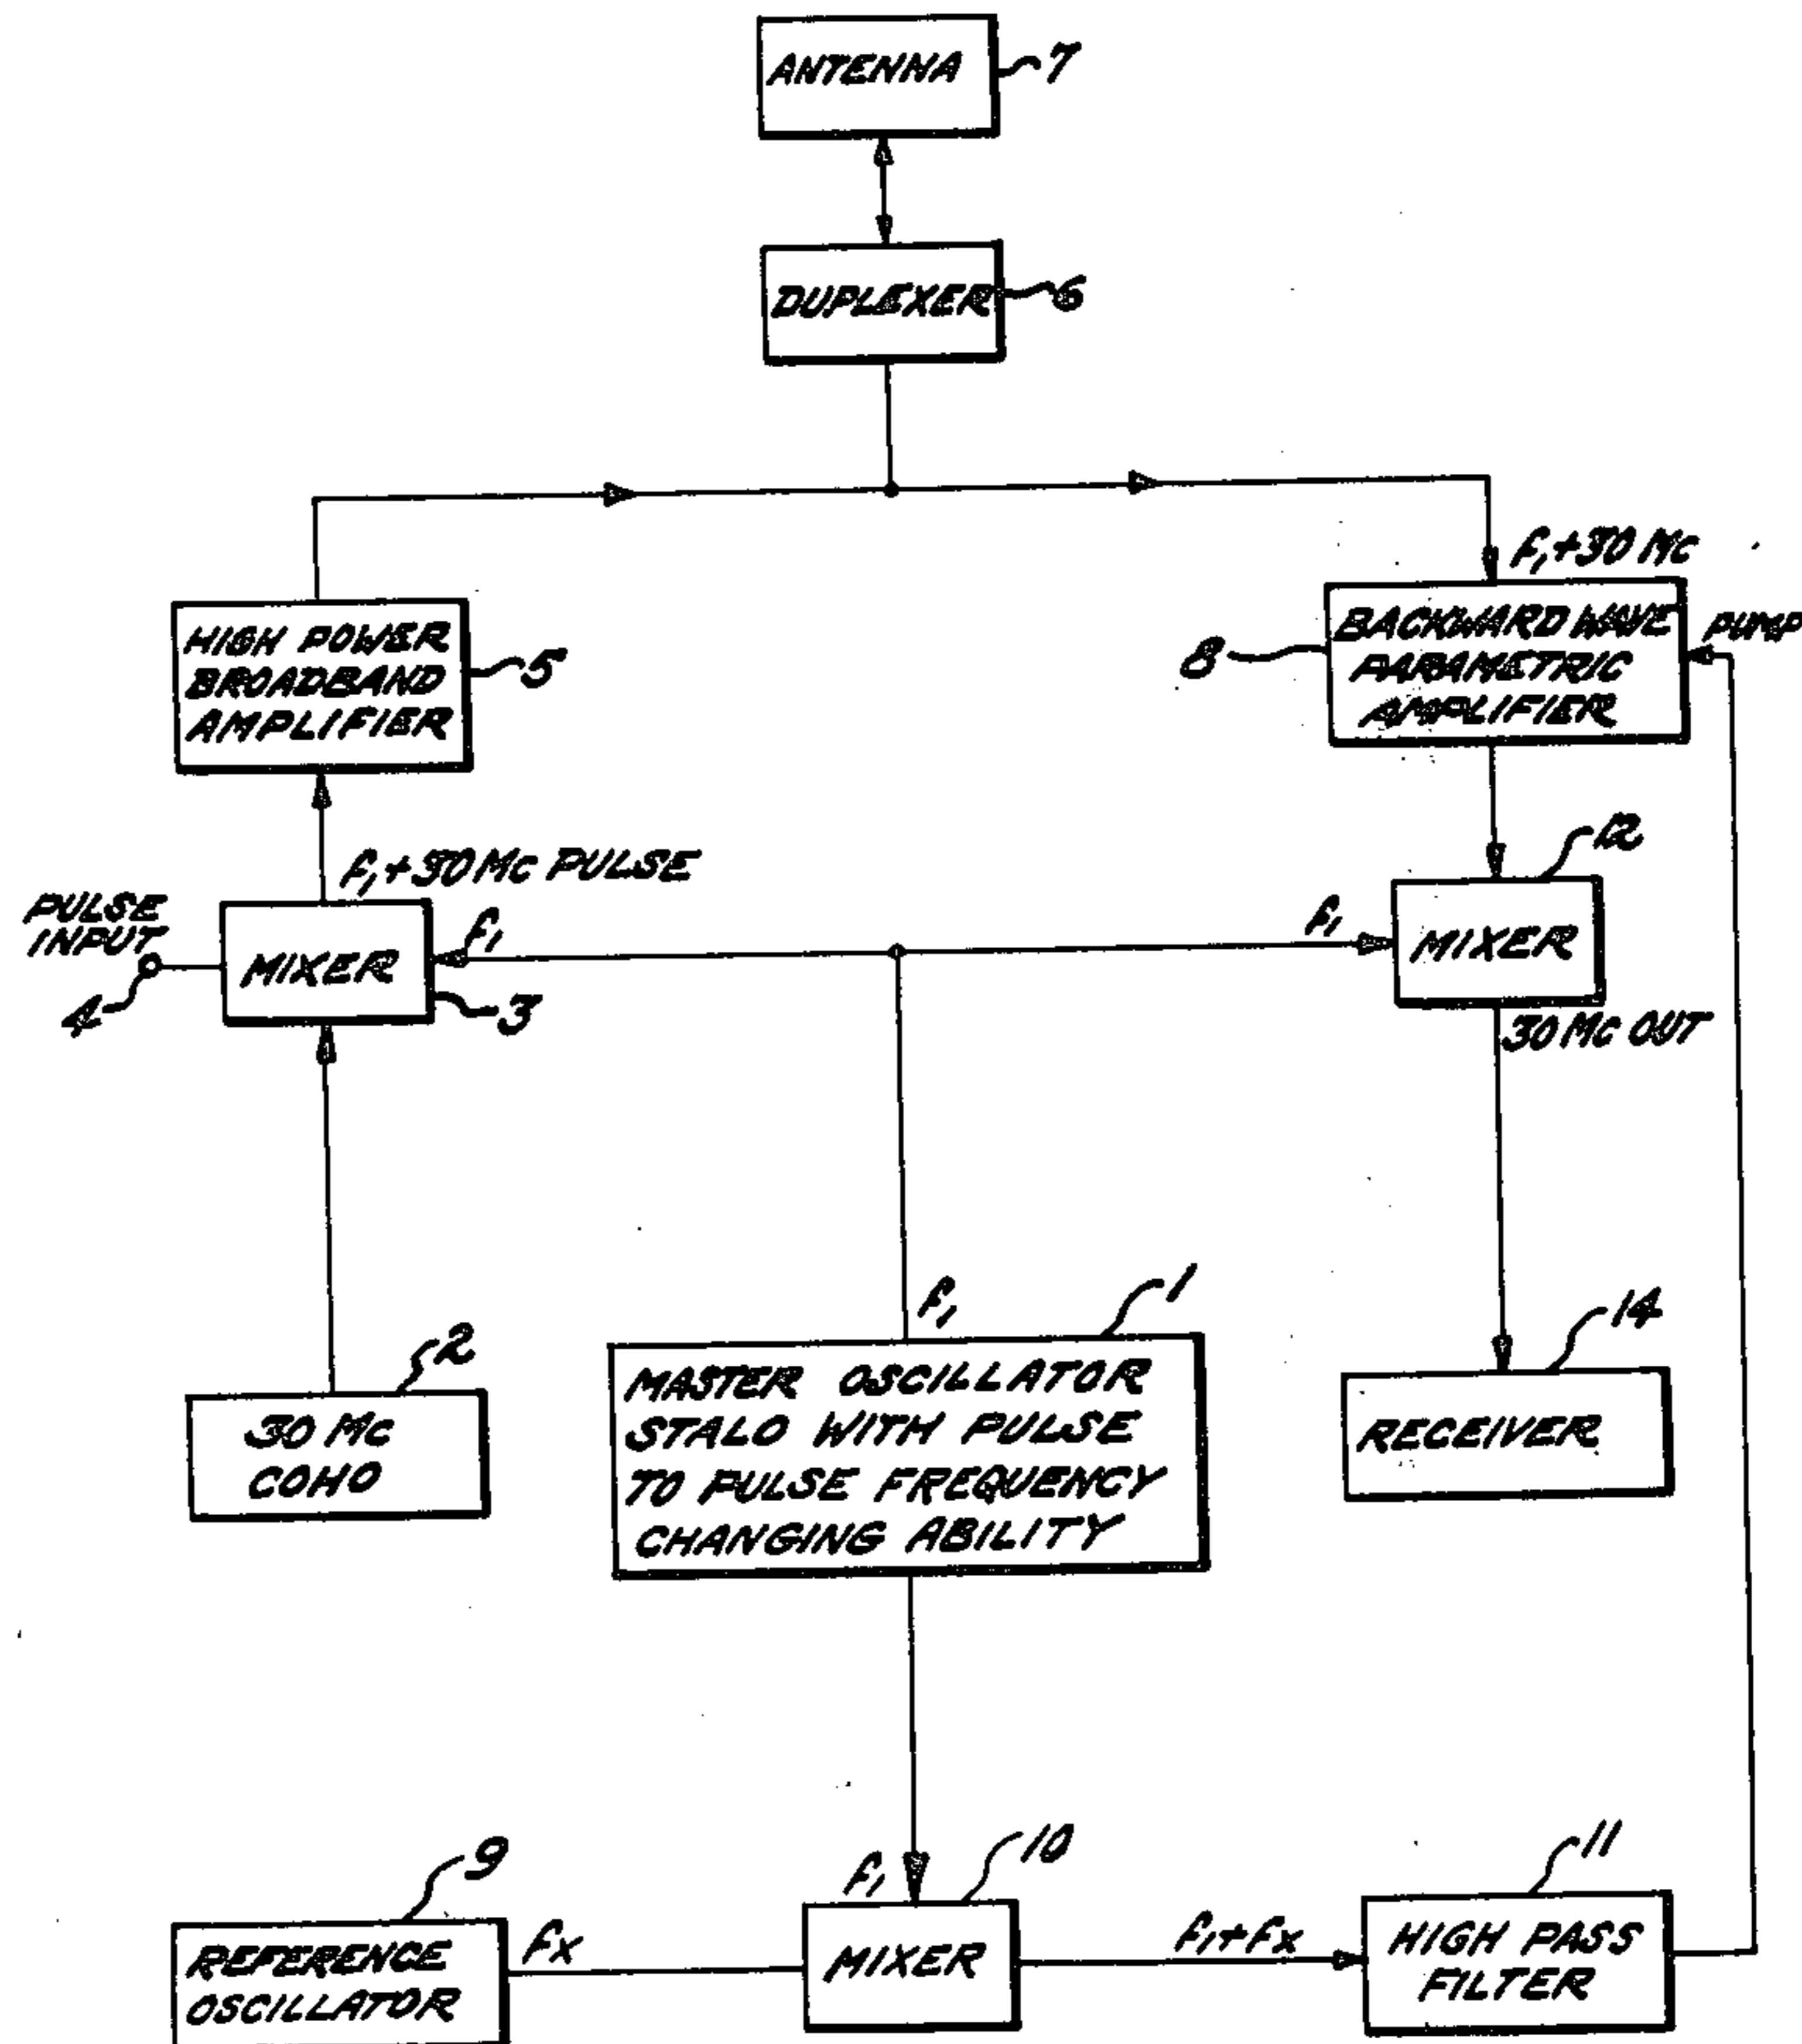 ANTENNA
7
DUPLEXER
6
f₁+30 Mc
HIGH POWER
BROADBAND
AMPLIFIER
5
BACKWARD WAVE
PARAMETRIC
AMPLIFIER
8
PUMP
f₁+30 Mc PULSE
12
PULSE
INPUT
4
MIXER
3
f₁
f₁
MIXER
30 Mc OUT
f₁
1
2
30 Mc
COHO
MASTER OSCILLATOR
STALO WITH PULSE
TO PULSE FREQUENCY
CHANGING ABILITY
14
RECEIVER
9
REFERENCE
OSCILLATOR
fx
f₁
10
MIXER
f₁+fx
11
HIGH PASS
FILTER